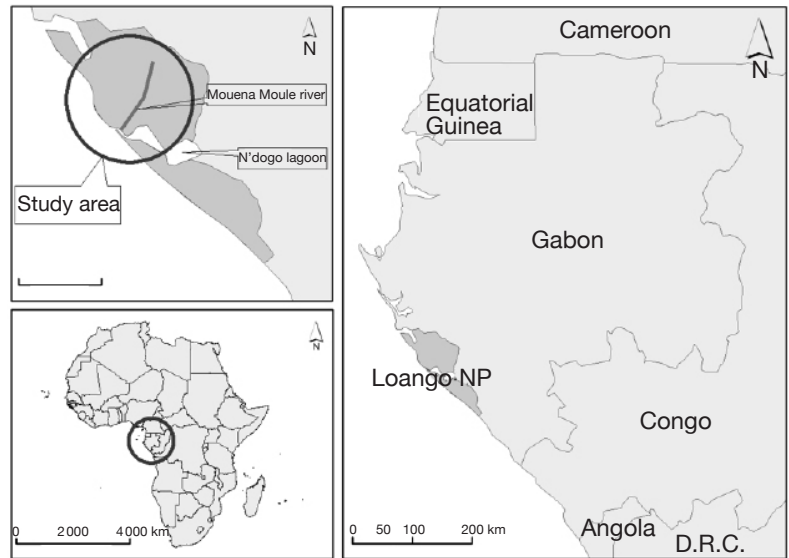 N
Mouena Moule river
N'dogo lagoon
Study area
N
0 2000 4000 km
Cameroon
N
Equatorial
Guinea
Gabon
Loango NP
Congo
Angola
D.R.C.
0 50 100 200 km